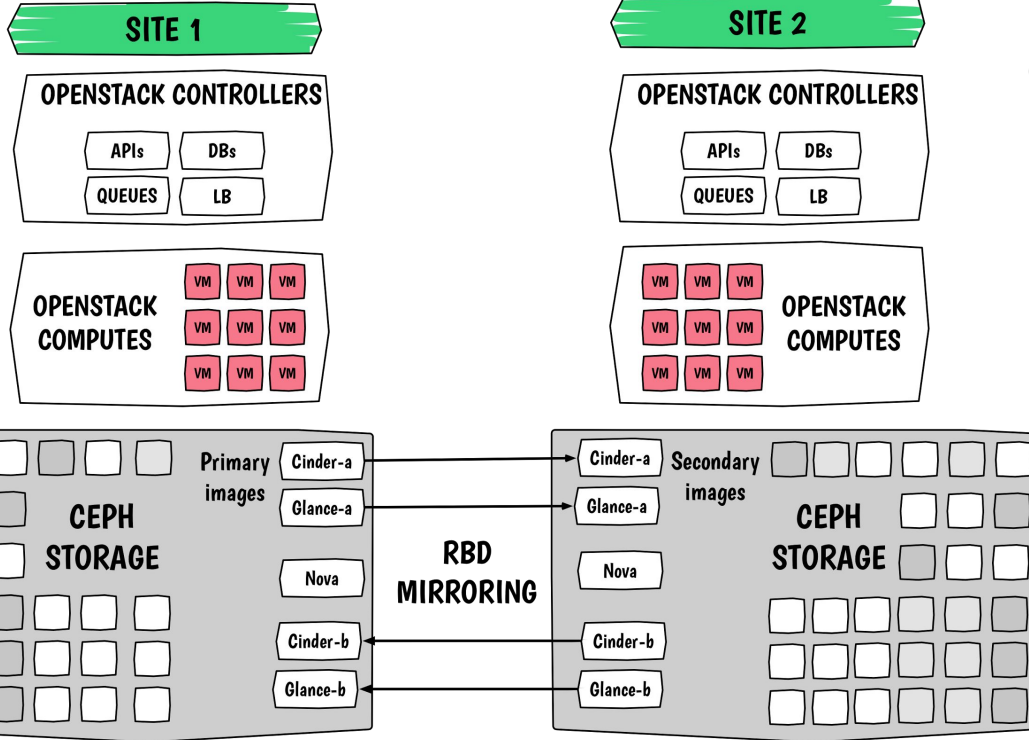 SITE 1
OPENSTACK CONTROLLERS
APIs DBs
QUEUES LB
OPENSTACK
COMPUTES
VM VM VM
VM VM VM
VM VM VM
Primary
images
Cinder-a
Glance-a
CEPH
STORAGE
Nova
Cinder-b
Glance-b
RBD
MIRRORING
SITE 2
OPENSTACK CONTROLLERS
APIs DBs
QUEUES LB
VM VM VM
VM VM VM
VM VM VM
OPENSTACK
COMPUTES
Cinder-a
Glance-a
Secondary
images
Nova
CEPH
STORAGE
Cinder-b
Glance-b